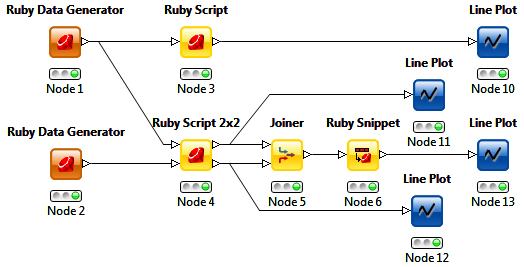 Ruby Data Generator
Ruby Script
Line Plot
Node 1
Node 3
Line Plot
Node 10
Ruby Data Generator
Ruby Script 2x2
Joiner
Ruby Snippet
Node 11
Line Plot
Node 2
Node 4
Node 5
Node 6
Line Plot
Node 13
Node 12